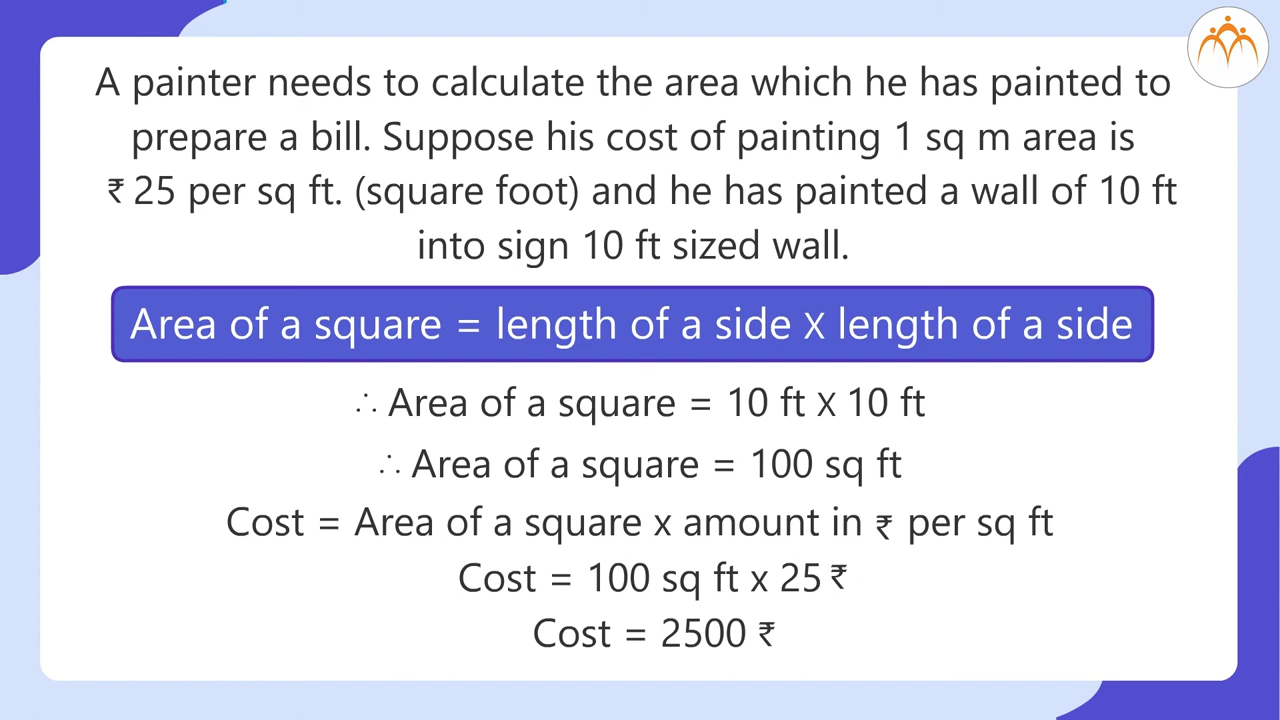 A painter needs to calculate the area which he has painted to
prepare a bill. Suppose his cost of painting 1 sq m area is
₹ 25 per sq ft. (square foot) and he has painted a wall of 10 ft
into sign 10 ft sized wall.
Area of a square = length of a side X length of a side
∴ Area of a square = 10 ft X 10 ft
∴ Area of a square = 100 sq ft
Cost = Area of a square x amount in ₹ per sq ft
Cost = 100 sq ft x 25 ₹
Cost = 2500 ₹